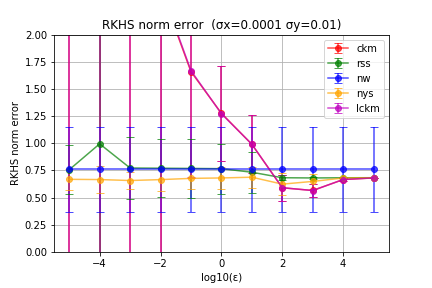 RKHS norm error (σx=0.0001 σy=0.01)
2.00
1.75
1.50
1.25
1.00
0.75
0.50
0.25
0.00
RKHS norm error
ckm
rss
nw
nys
lckm
−4
−2
0
2
4
log10(ε)